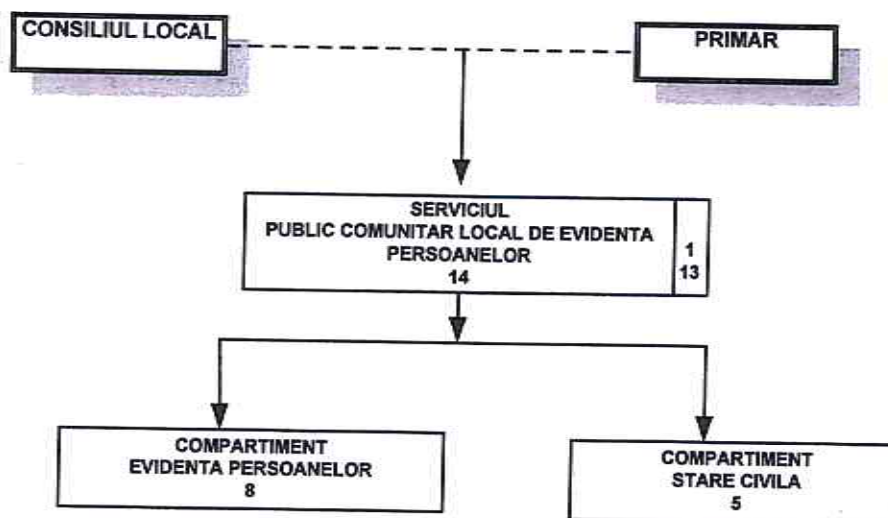 CONSILIUL LOCAL
PRIMAR
SERVICIUL
PUBLIC COMUNITAR LOCAL DE EVIDENTA
PERSOANELOR
14
1
13
COMPARTIMENT
EVIDENTA PERSOANELOR
8
COMPARTIMENT
STARE CIVILA
5